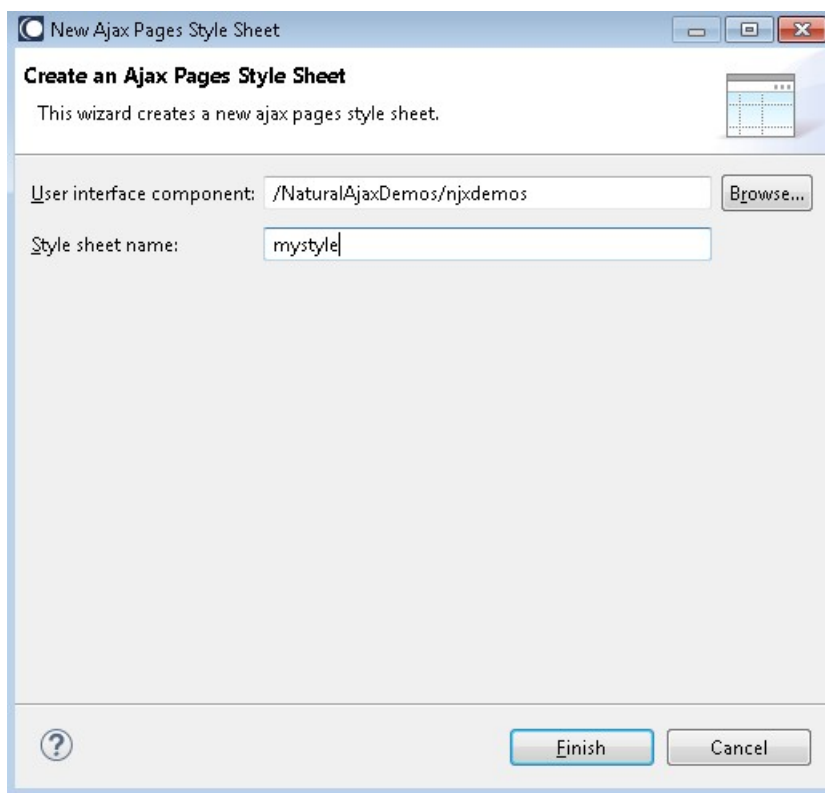 New Ajax Pages Style Sheet
Create an Ajax Pages Style Sheet
This wizard creates a new ajax pages style sheet.
User interface component: /NaturalAjaxDemos/njxdemos Browse...
Style sheet name: mystyle
? Finish Cancel